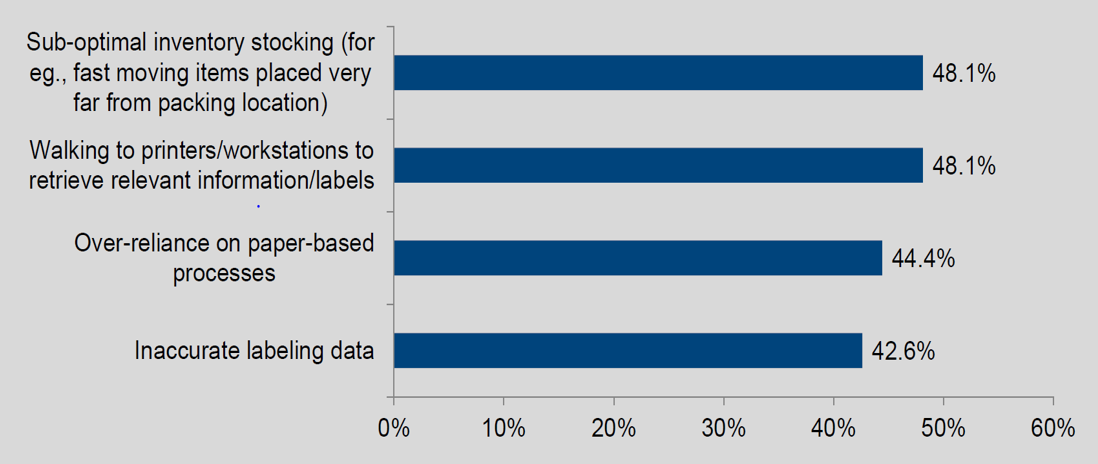 Sub-optimal inventory stocking (for
eg., fast moving items placed very
far from packing location)
48.1%
Walking to printers/workstations to
retrieve relevant information/labels
48.1%
Over-reliance on paper-based
processes
44.4%
Inaccurate labeling data
42.6%
0% 10% 20% 30% 40% 50% 60%